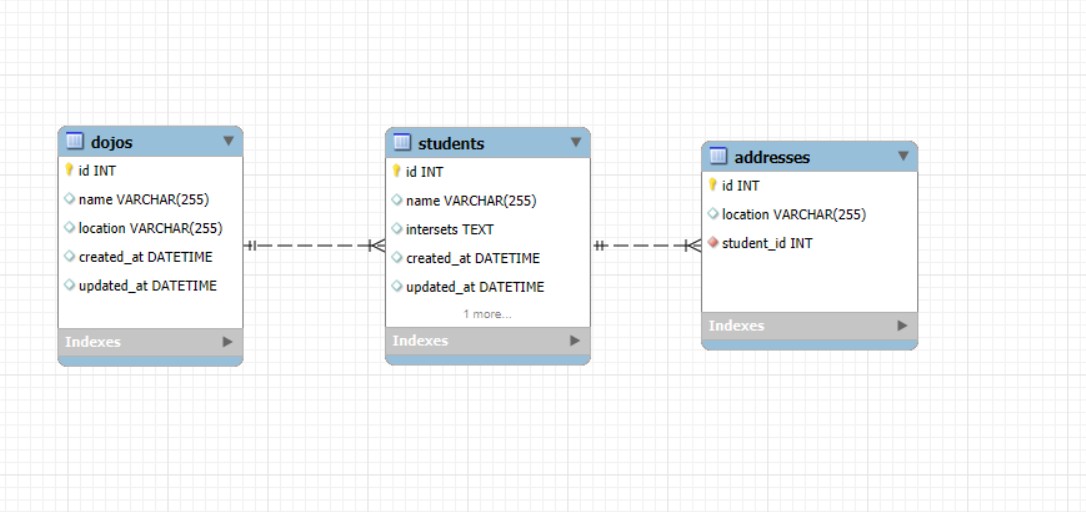 dojos
id INT
name VARCHAR(255)
location VARCHAR(255)
created_at DATETIME
updated_at DATETIME
Indexes
students
id INT
name VARCHAR(255)
intersets TEXT
created_at DATETIME
updated_at DATETIME
1 more...
Indexes
addresses
id INT
location VARCHAR(255)
student_id INT
Indexes